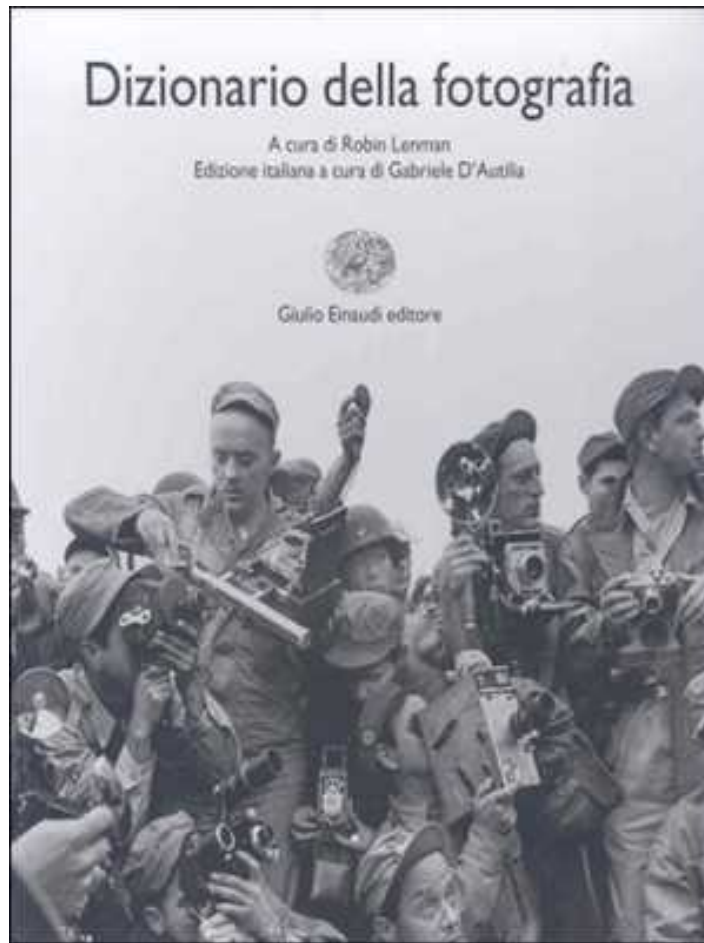 Dizionario della fotografia
A cura di Robin Lenman
Edizione italiana a cura di Gabriele D'Autilia
Giulio Einaudi editore